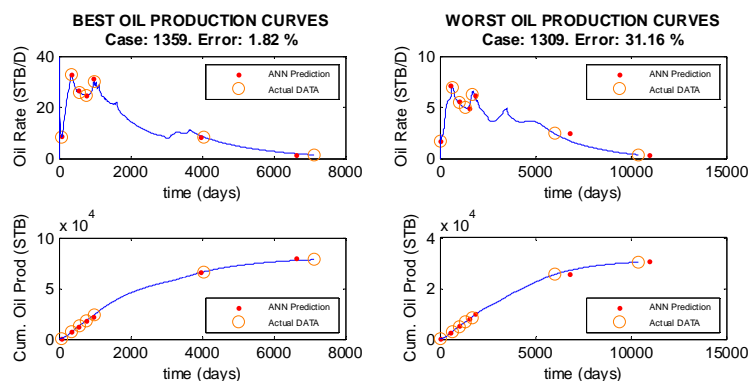 BEST OIL PRODUCTION CURVES
Case: 1359. Error: 1.82 %
Oil Rate (STB/D)
40
20
0
ANN Prediction
Actual DATA
0 2000 4000 6000 8000
time (days)
WORST OIL PRODUCTION CURVES
Case: 1309. Error: 31.16 %
Oil Rate (STB/D)
10
5
0
ANN Prediction
Actual DATA
0 5000 10000 15000
time (days)
x 10^4
Cum. Oil Prod (STB)
10
5
0
ANN Prediction
Actual DATA
0 2000 4000 6000 8000
time (days)
x 10^4
Cum. Oil Prod (STB)
4
2
0
ANN Prediction
Actual DATA
0 5000 10000 15000
time (days)